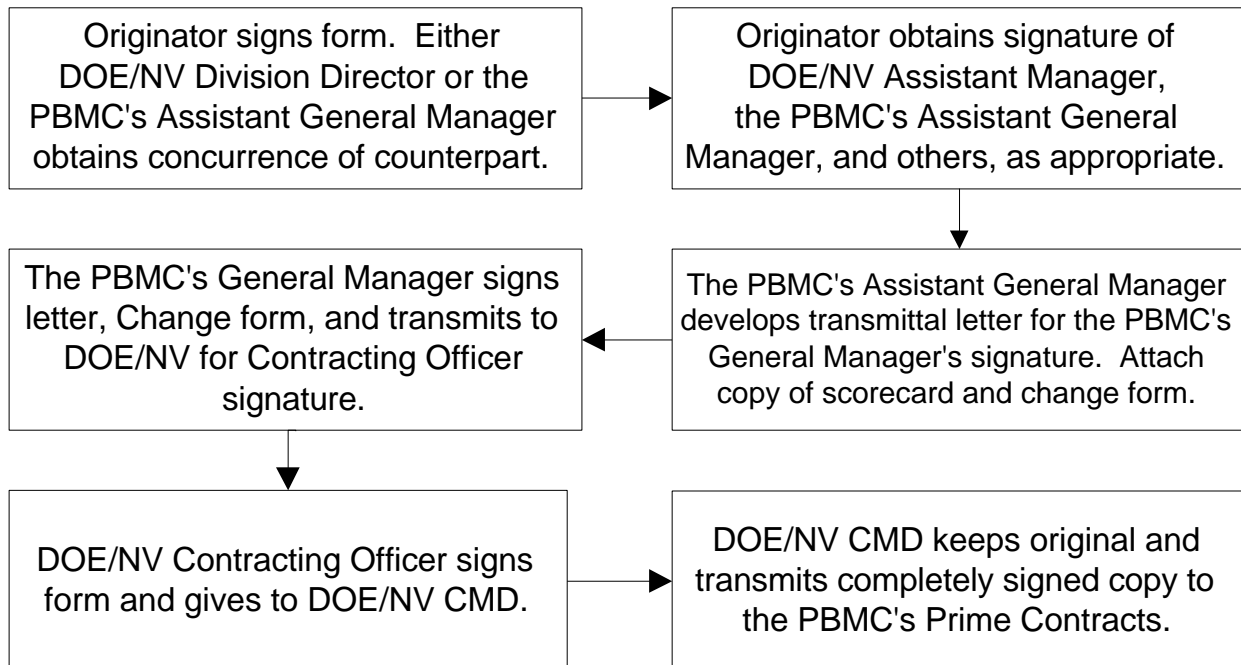 Originator signs form.  Either
DOE/NV Division Director or the
PBMC's Assistant General Manager
obtains concurrence of counterpart.
Originator obtains signature of
DOE/NV Assistant Manager,
the PBMC's Assistant General
Manager, and others, as appropriate.
The PBMC's Assistant General Manager
develops transmittal letter for the PBMC's
General Manager's signature.  Attach
copy of scorecard and change form.
The PBMC's General Manager signs
letter, Change form, and transmits to
DOE/NV for Contracting Officer
signature.
DOE/NV Contracting Officer signs
form and gives to DOE/NV CMD.
DOE/NV CMD keeps original and
transmits completely signed copy to
the PBMC's Prime Contracts.